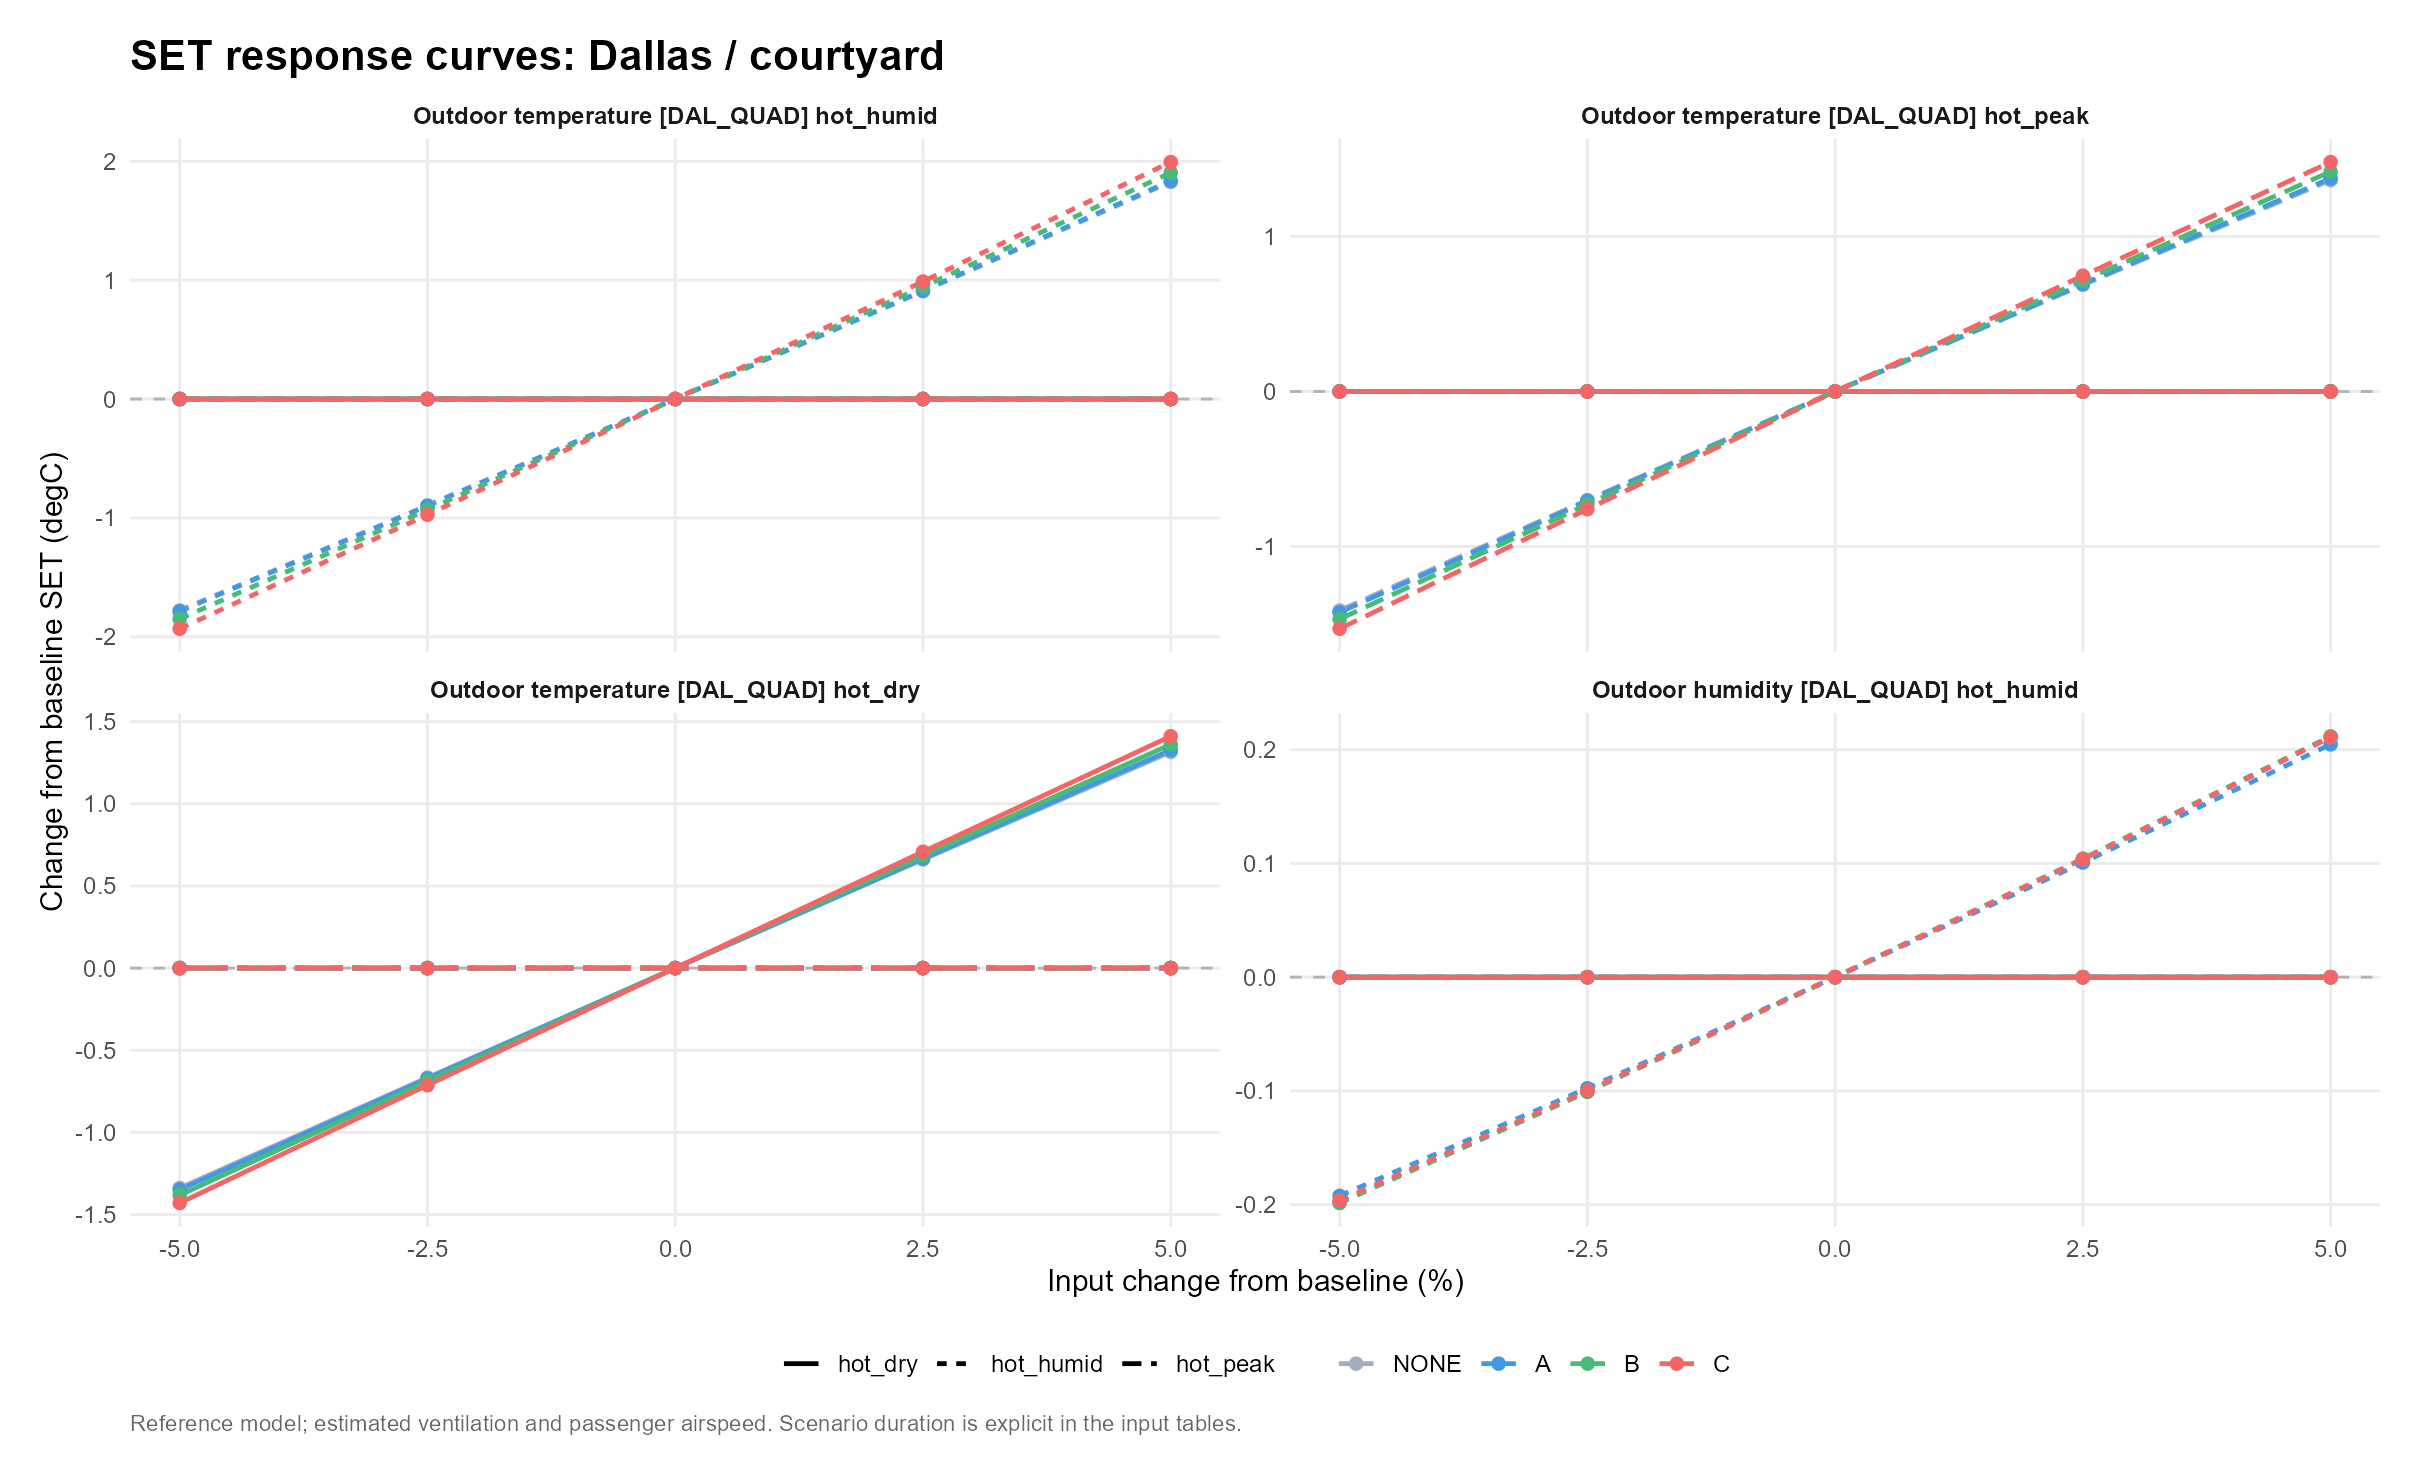 SET response curves: Dallas / courtyard
Outdoor temperature [DAL_QUAD] hot_humid
Outdoor temperature [DAL_QUAD] hot_peak
2
1
0
-1
-2
1
0
-1
Change from baseline SET (degC)
Outdoor temperature [DAL_QUAD] hot_dry
Outdoor humidity [DAL_QUAD] hot_humid
1.5
1.0
0.5
0.0
-0.5
-1.0
-1.5
0.2
0.1
0.0
-0.1
-0.2
-5.0 -2.5 0.0 2.5 5.0
-5.0 -2.5 0.0 2.5 5.0
Input change from baseline (%)
hot_dry hot_humid hot_peak NONE A B C
Reference model; estimated ventilation and passenger airspeed. Scenario duration is explicit in the input tables.